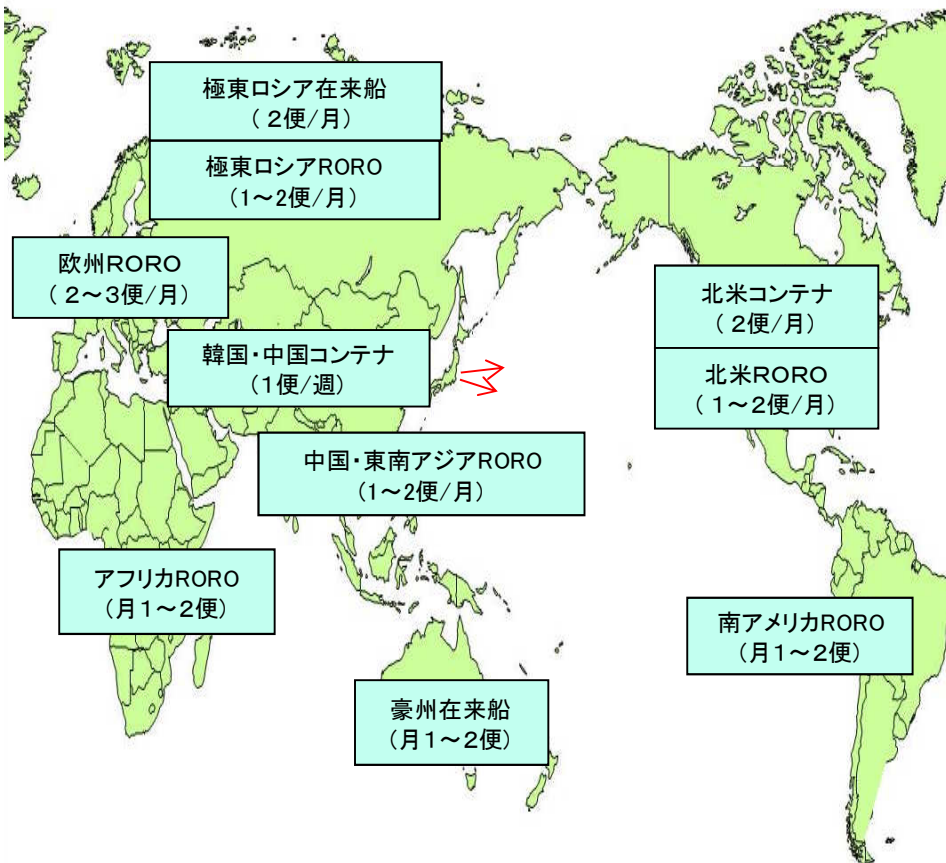 極東ロシア在来船
(2便/月)
極東ロシアRORO
(1～2便/月)
欧州RORO
(2～3便/月)
北米コンテナ
(2便/月)
韓国・中国コンテナ
(1便/週)
北米RORO
(1～2便/月)
中国・東南アジアRORO
(1～2便/月)
アフリカRORO
(月1～2便)
南アメリカRORO
(月1～2便)
豪州在来船
(月1～2便)